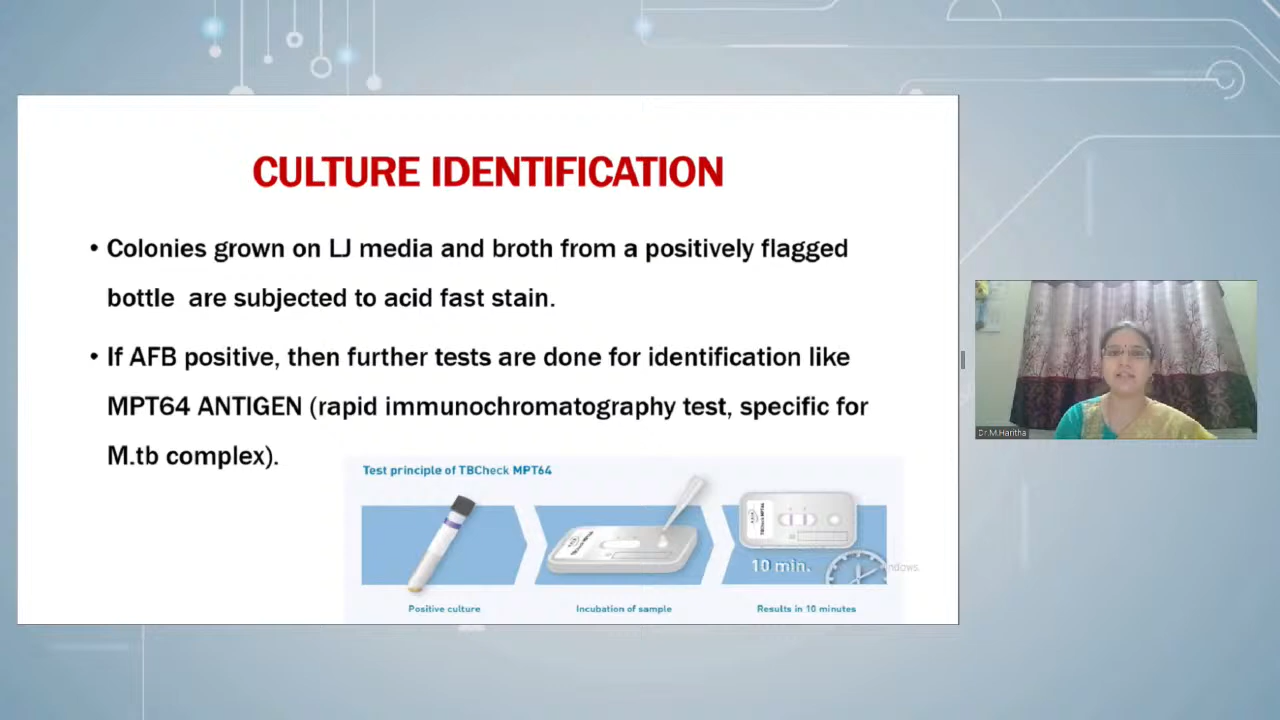 CULTURE IDENTIFICATION
• Colonies grown on LJ media and broth from a positively flagged
bottle are subjected to acid fast stain.
• If AFB positive, then further tests are done for identification like
MPT64 ANTIGEN (rapid immunochromatography test, specific for
M.tb complex).
Test principle of TBCheck MPT64
10 min.
Positive culture
Incubation of sample
Results in 10 minutes
Dr.M.Haritha